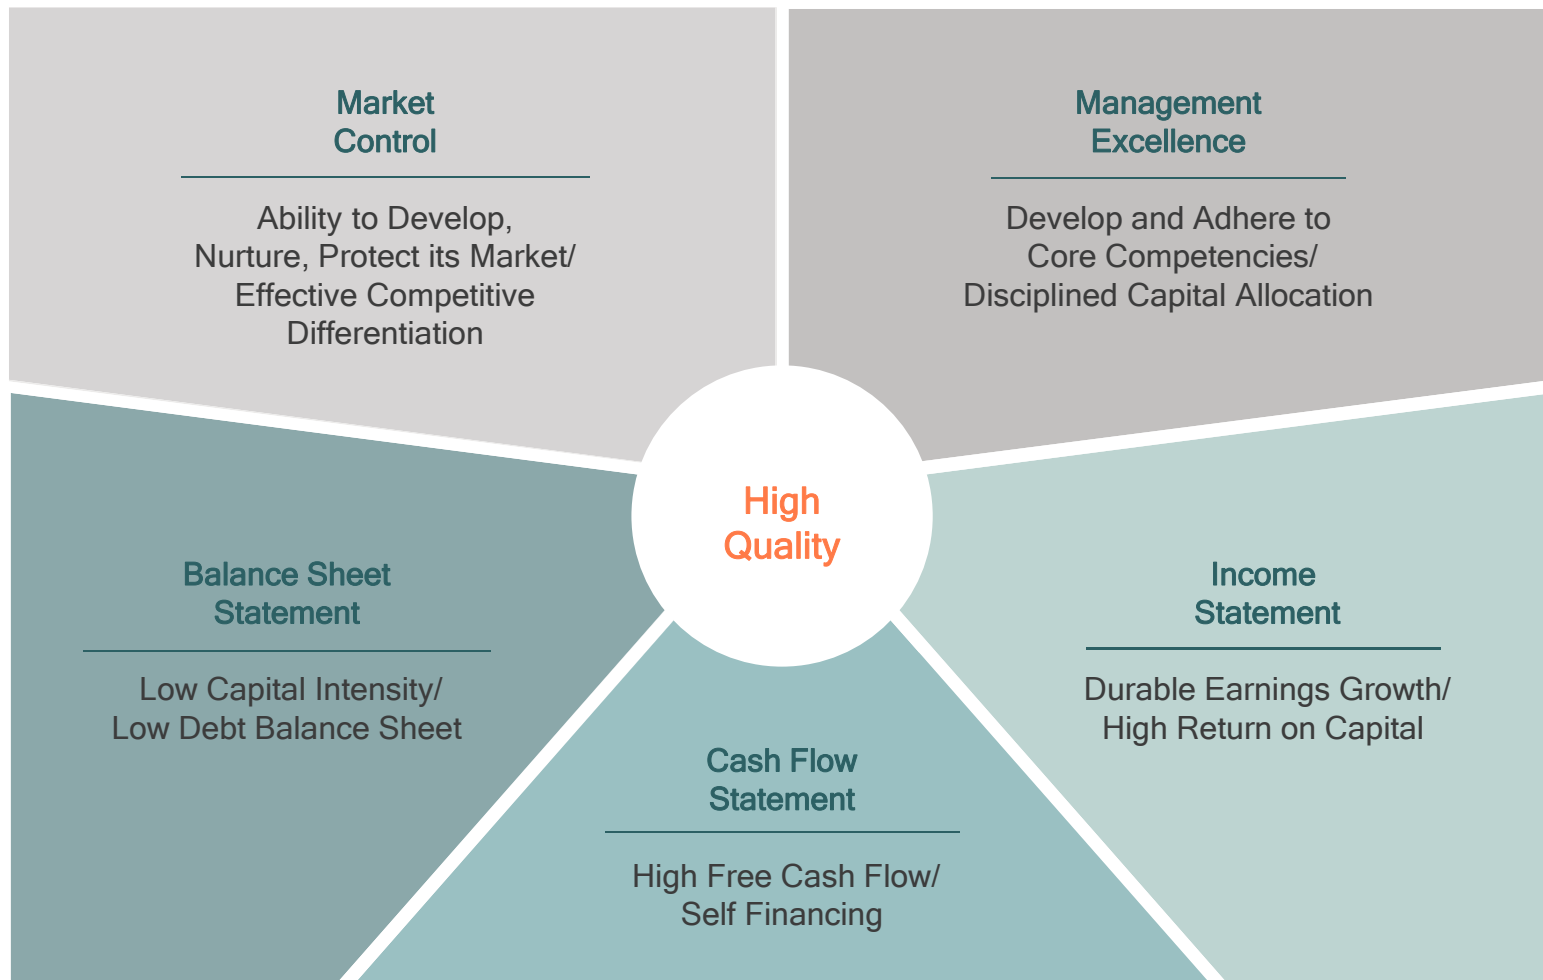 Market
Control
Ability to Develop,
Nurture, Protect its Market/
Effective Competitive
Differentiation
Management
Excellence
Develop and Adhere to
Core Competencies/
Disciplined Capital Allocation
High
Quality
Balance Sheet
Statement
Low Capital Intensity/
Low Debt Balance Sheet
Income
Statement
Durable Earnings Growth/
High Return on Capital
Cash Flow
Statement
High Free Cash Flow/
Self Financing